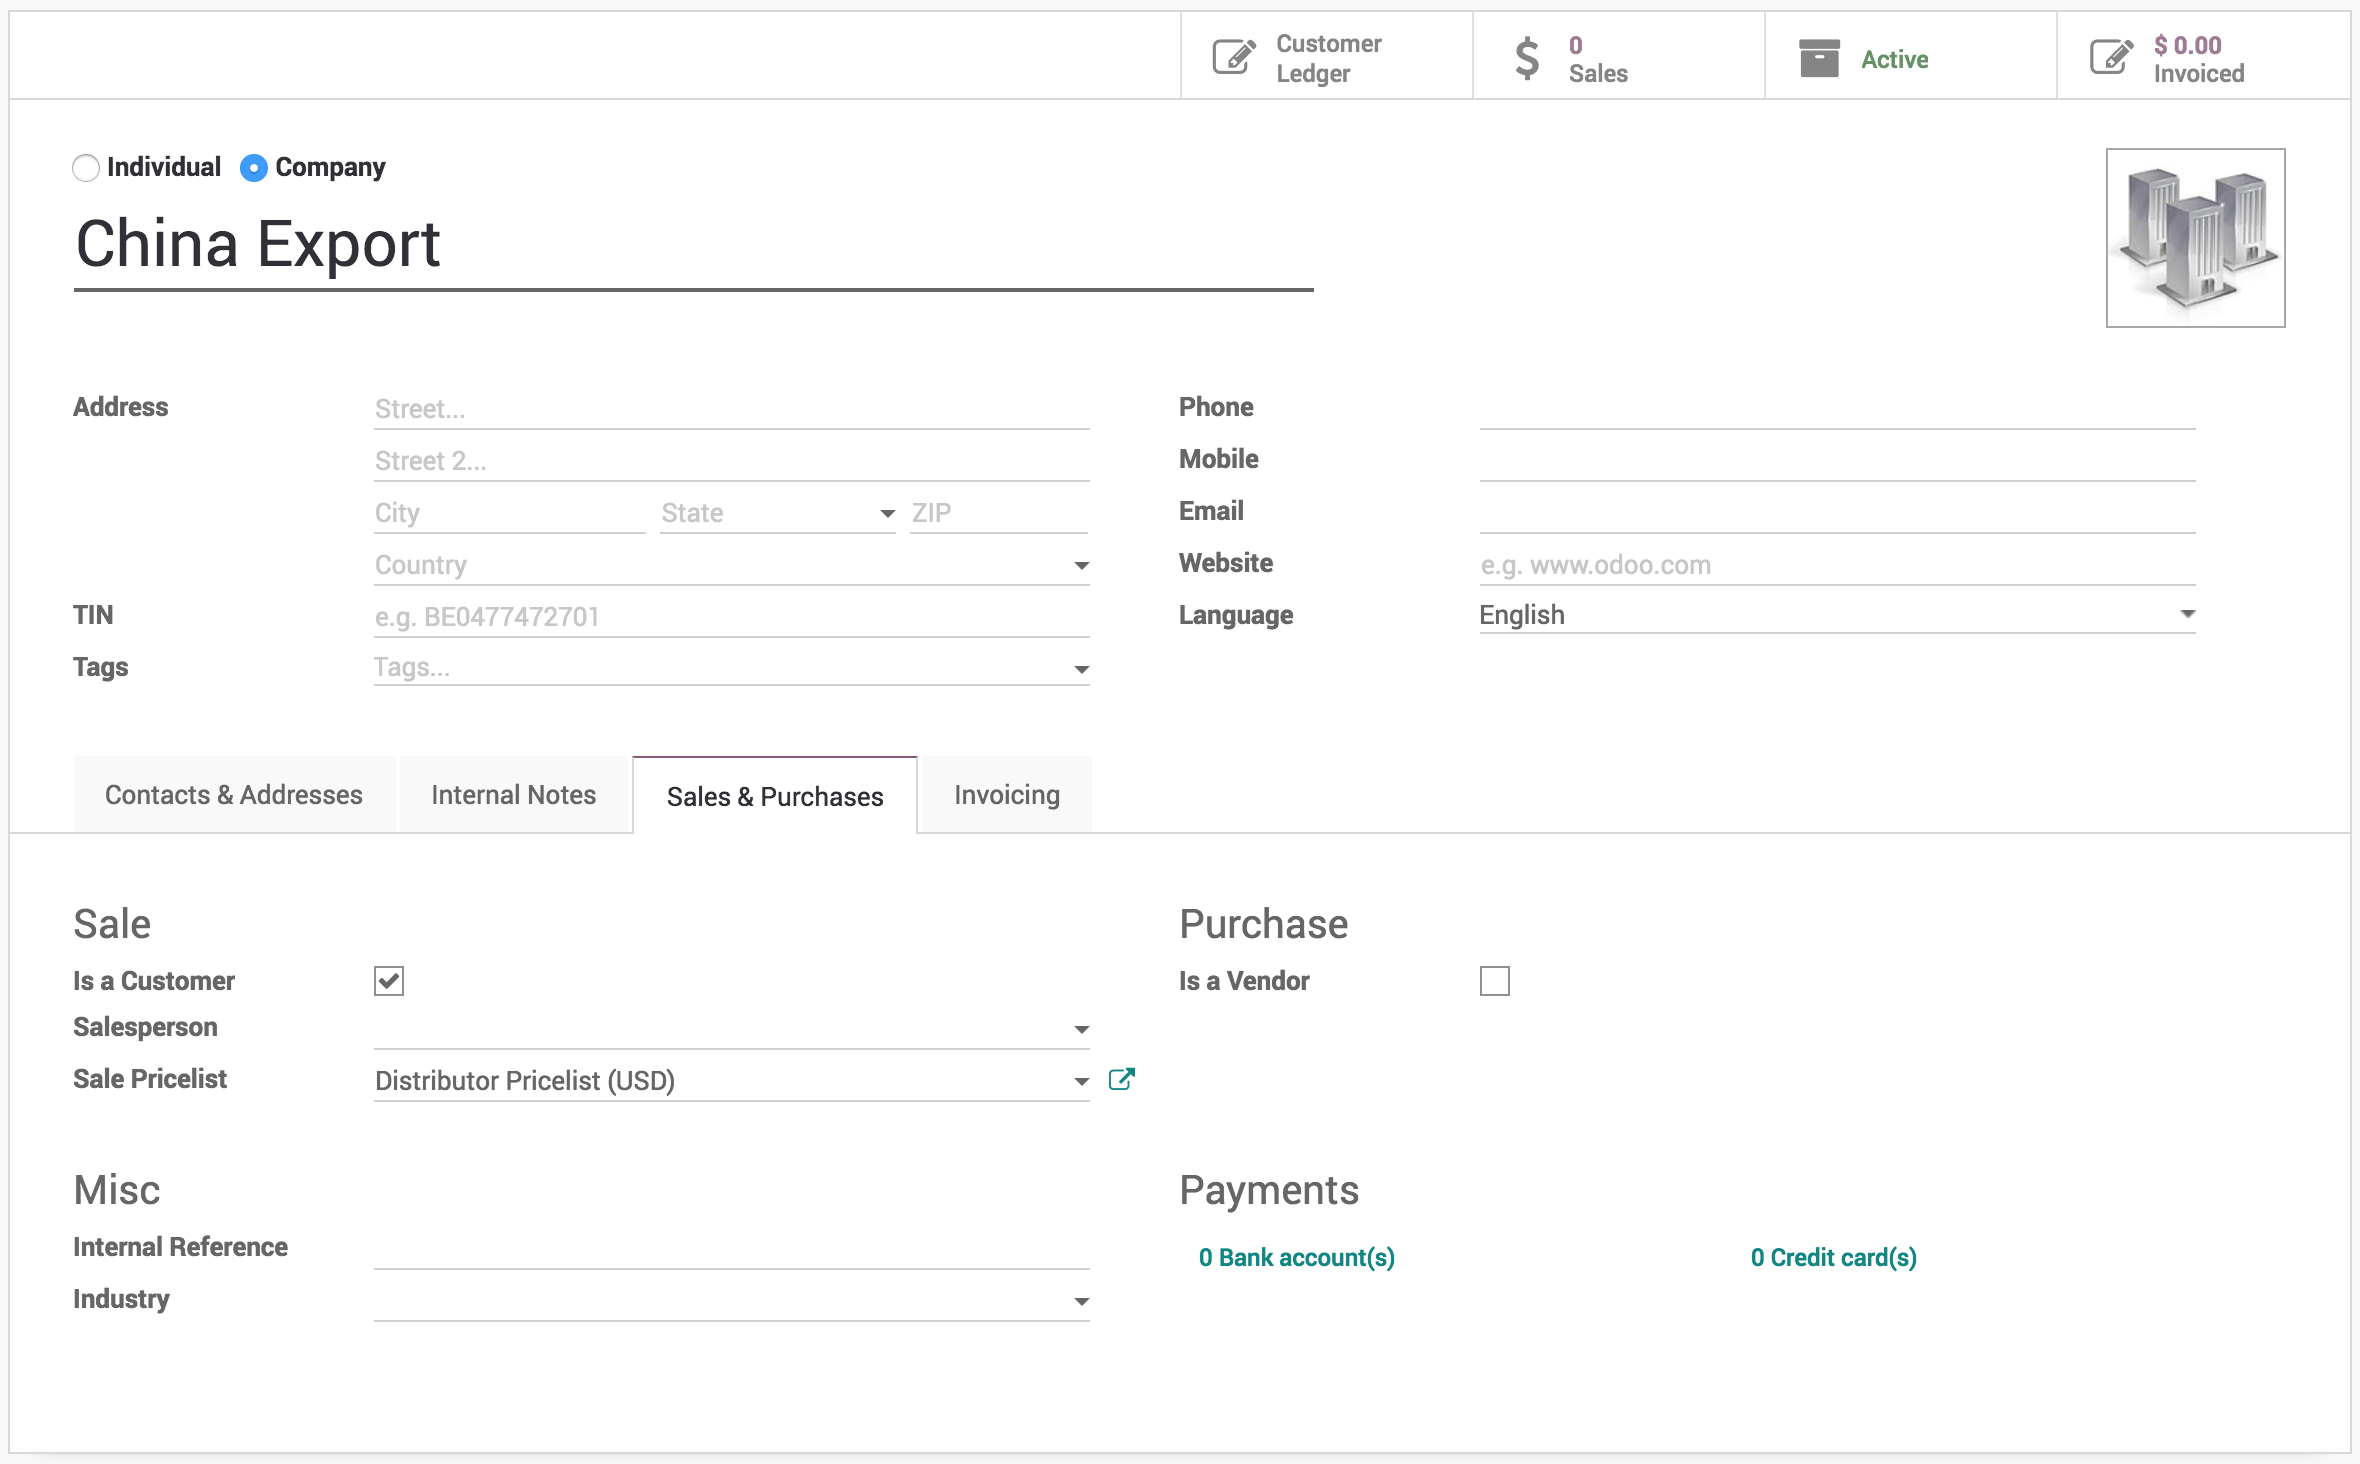 Customer
Ledger
0
Sales
Active
$ 0.00
Invoiced
Individual
Company
China Export
Address
Street...
Street 2...
City
State
ZIP
Country
TIN
e.g. BE0477472701
Tags
Tags...
Phone
Mobile
Email
Website
e.g. www.odoo.com
Language
English
Contacts & Addresses
Internal Notes
Sales & Purchases
Invoicing
Sale
Is a Customer
Salesperson
Sale Pricelist
Distributor Pricelist (USD)
Purchase
Is a Vendor
Misc
Internal Reference
Industry
Payments
0 Bank account(s)
0 Credit card(s)